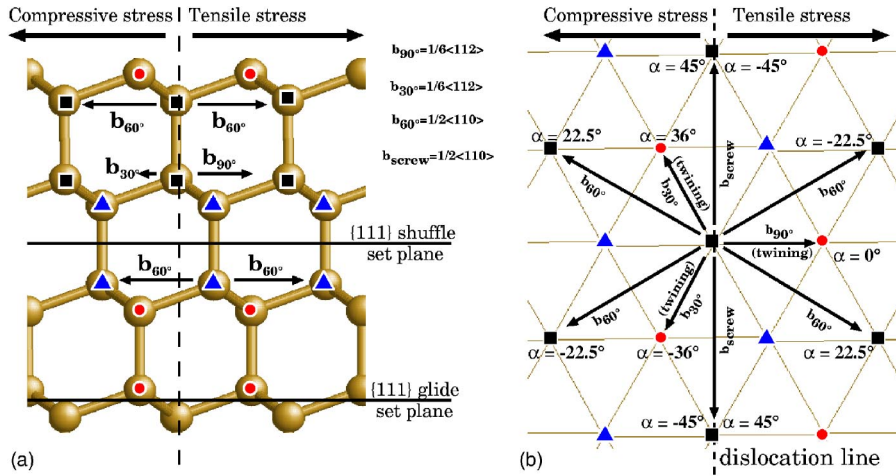 Compressive stress Tensile stress
b90°=1/6<112>
b30°=1/6<112>
b60°=1/2<110>
bscrew=1/2<110>
b60° b60°
b30° b90°
{111} shuffle
set plane
b60° b60°
{111} glide
set plane
(a)
Compressive stress Tensile stress
α = 45° α = -45°
α = 22.5° α = 36° α = -22.5°
(twining)
b30°
bscrew
b60°
b60°
b90°
(twining)
α = 0°
(twining)
b30°
b60°
bscrew
b60°
α = -22.5° α = -36° α = 22.5°
α = -45° α = 45°
(b)
dislocation line